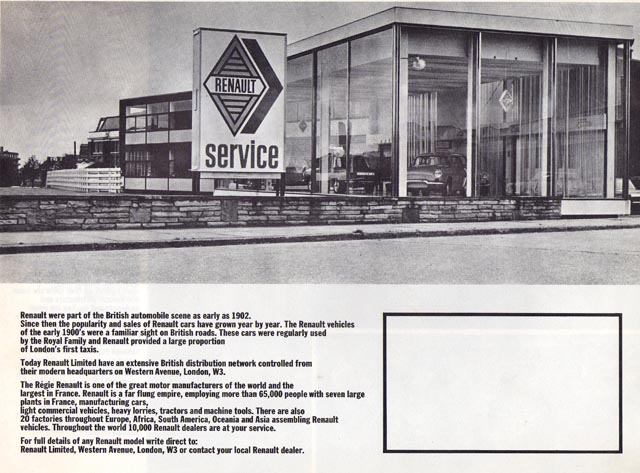 RENAULT
service
Renault were part of the British automobile scene as early as 1902.
Since then the popularity and sales of Renault cars have grown year by year. The Renault vehicles
of the early 1900's were a familiar sight on British roads. These cars were regularly used
by the Royal Family and Renault provided a large proportion
of London's first taxis.
Today Renault Limited have an extensive British distribution network controlled from
their modern headquarters on Western Avenue, London, W3.
The Régie Renault is one of the great motor manufacturers of the world and the
largest in France. Renault is a far flung empire, employing more than 65,000 people with seven large
plants in France, manufacturing cars,
light commercial vehicles, heavy lorries, tractors and machine tools. There are also
20 factories throughout Europe, Africa, South America, Oceania and Asia assembling Renault
vehicles. Throughout the world 10,000 Renault dealers are at your service.
For full details of any Renault model write direct to:
Renault Limited, Western Avenue, London, W3 or contact your local Renault dealer.